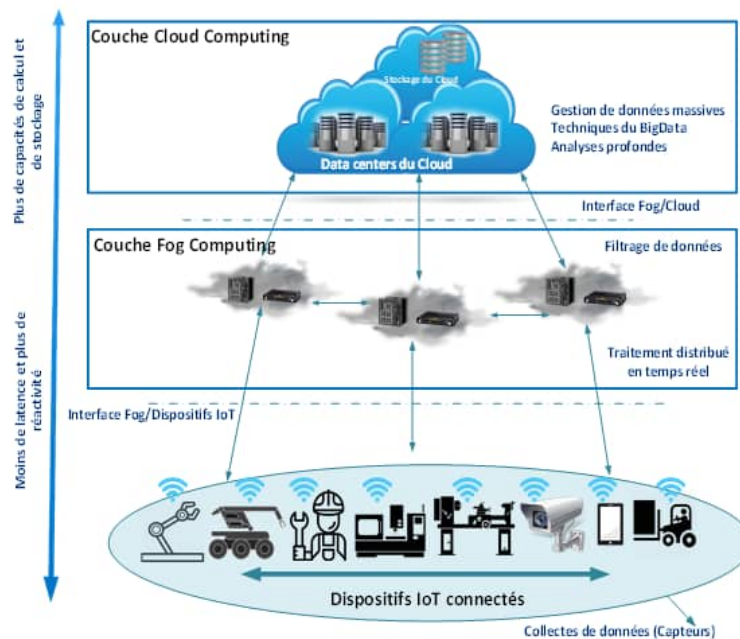 Couche Cloud Computing
Stockage du Cloud
Data centers du Cloud
Gestion de données massives
Techniques du BigData
Analyses profondes
Interface Fog/Cloud
Couche Fog Computing
Filtrage de données
Traitement distribué
en temps réel
Interface Fog/Dispositifs IoT
Dispositifs IoT connectés
Collectes de données (Capteurs)
Plus de capacités de calcul et
de stockage
Moins de latence et plus de
réactivité